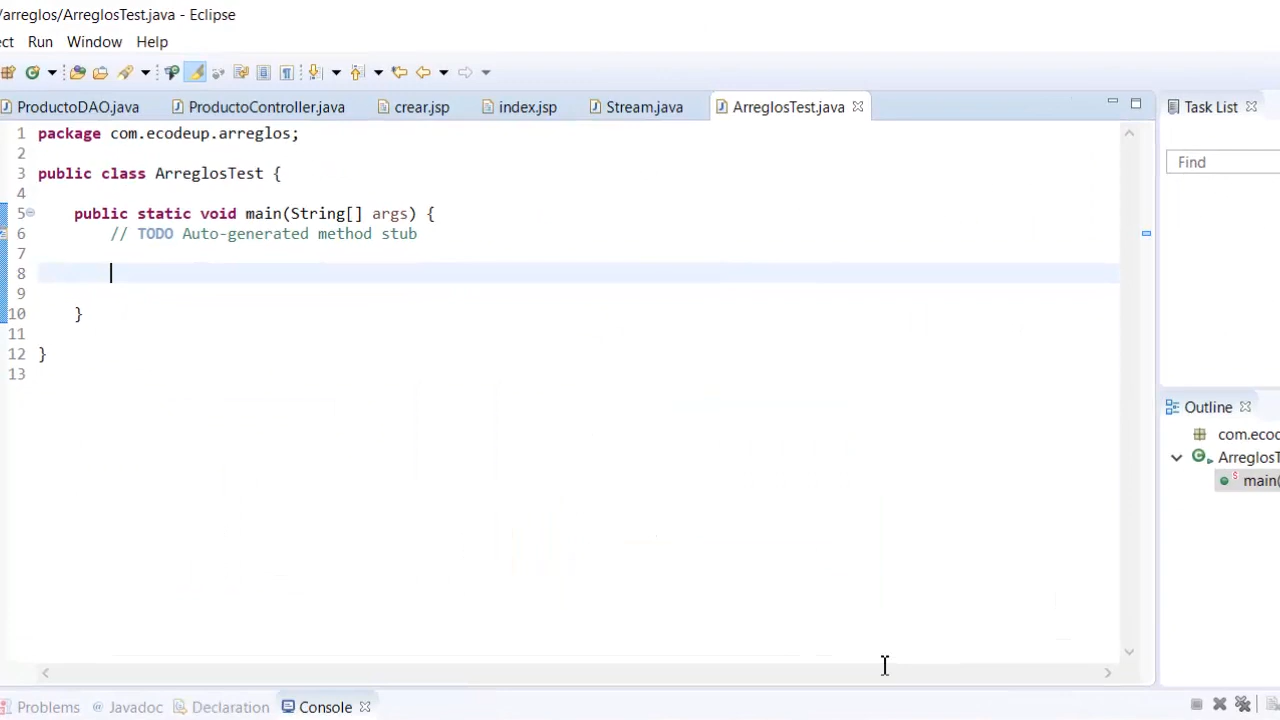 /arreglos/ArreglosTest.java - Eclipse
ect Run Window Help
ProductoDAO.java ProductoController.java crear.jsp index.jsp Stream.java ArreglosTest.java Task List
1 package com.ecodeup.arreglos;
2
3 public class ArreglosTest {
4
5 public static void main(String[] args) {
6 // TODO Auto-generated method stub
7
8
9
10 }
11
12 }
13
Find
Outline
com.ecod
ArreglosT
main(
Problems @ Javadoc Declaration Console